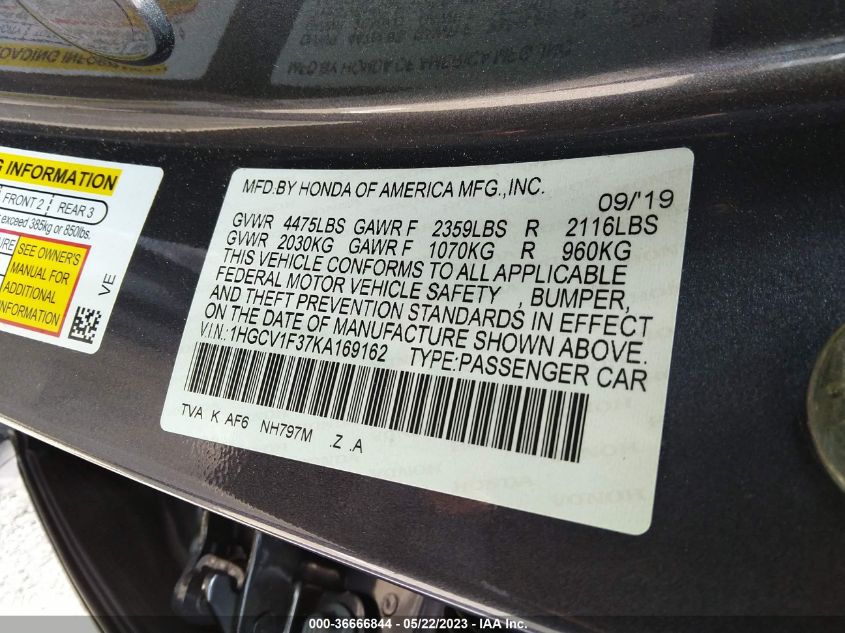 G INFORMATION
FRONT 2 REAR 3
exceed 385kg or 850lbs.
SEE OWNER'S
MANUAL FOR
ADDITIONAL
INFORMATION
VE
MFD.BY HONDA OF AMERICA MFG.,INC. 09/'19
GVWR 4475LBS GAWR F 2359LBS R 2116LBS
GVWR 2030KG GAWR F 1070KG R 960KG
THIS VEHICLE CONFORMS TO ALL APPLICABLE
FEDERAL MOTOR VEHICLE SAFETY , BUMPER,
AND THEFT PREVENTION STANDARDS IN EFFECT
ON THE DATE OF MANUFACTURE SHOWN ABOVE.
V.I.N.:1HGCV1F37KA169162 TYPE:PASSENGER CAR
TVA K AF6 NH797M .Z .A
000-36666844 - 05/22/2023 - IAAI.COM